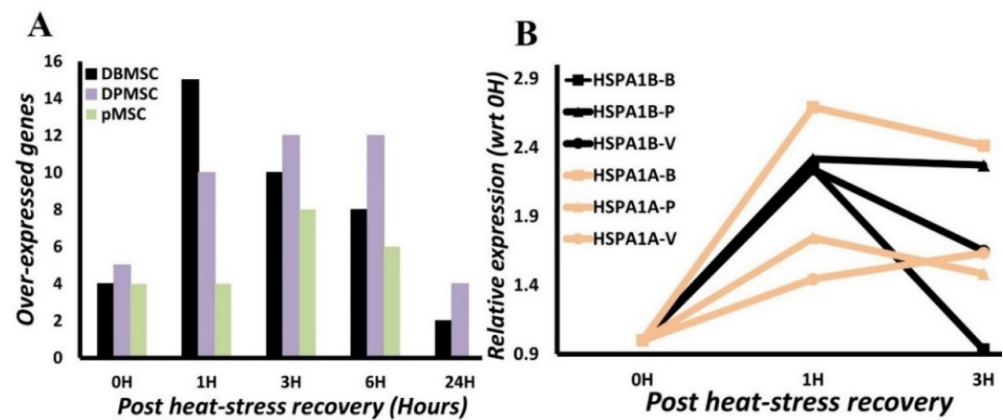 A
Over-expressed genes
16
14
12
10
8
6
4
2
0
DBMSC
DPMSC
pMSC
0H 1H 3H 6H 24H
Post heat-stress recovery (Hours)
B
Relative expression (wrt 0H)
2.9
2.4
1.9
1.4
0.9
HSPA1B-B
HSPA1B-P
HSPA1B-V
HSPA1A-B
HSPA1A-P
HSPA1A-V
0H 1H 3H
Post heat-stress recovery